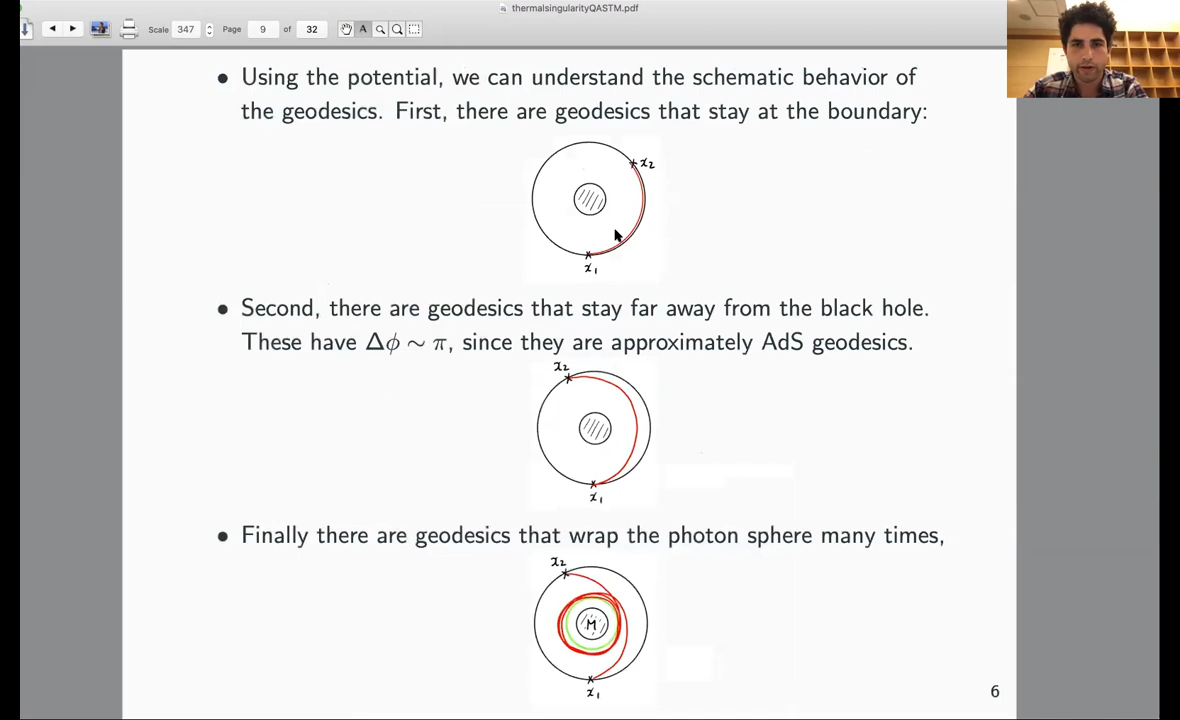 thermalsingularityQASTM.pdf
Scale 347 Page 9 of 32 A
• Using the potential, we can understand the schematic behavior of
the geodesics. First, there are geodesics that stay at the boundary:
x₂
x₁
• Second, there are geodesics that stay far away from the black hole.
These have Δϕ ∼ π, since they are approximately AdS geodesics.
x₂
x₁
• Finally there are geodesics that wrap the photon sphere many times,
x₂
M
x₁
6